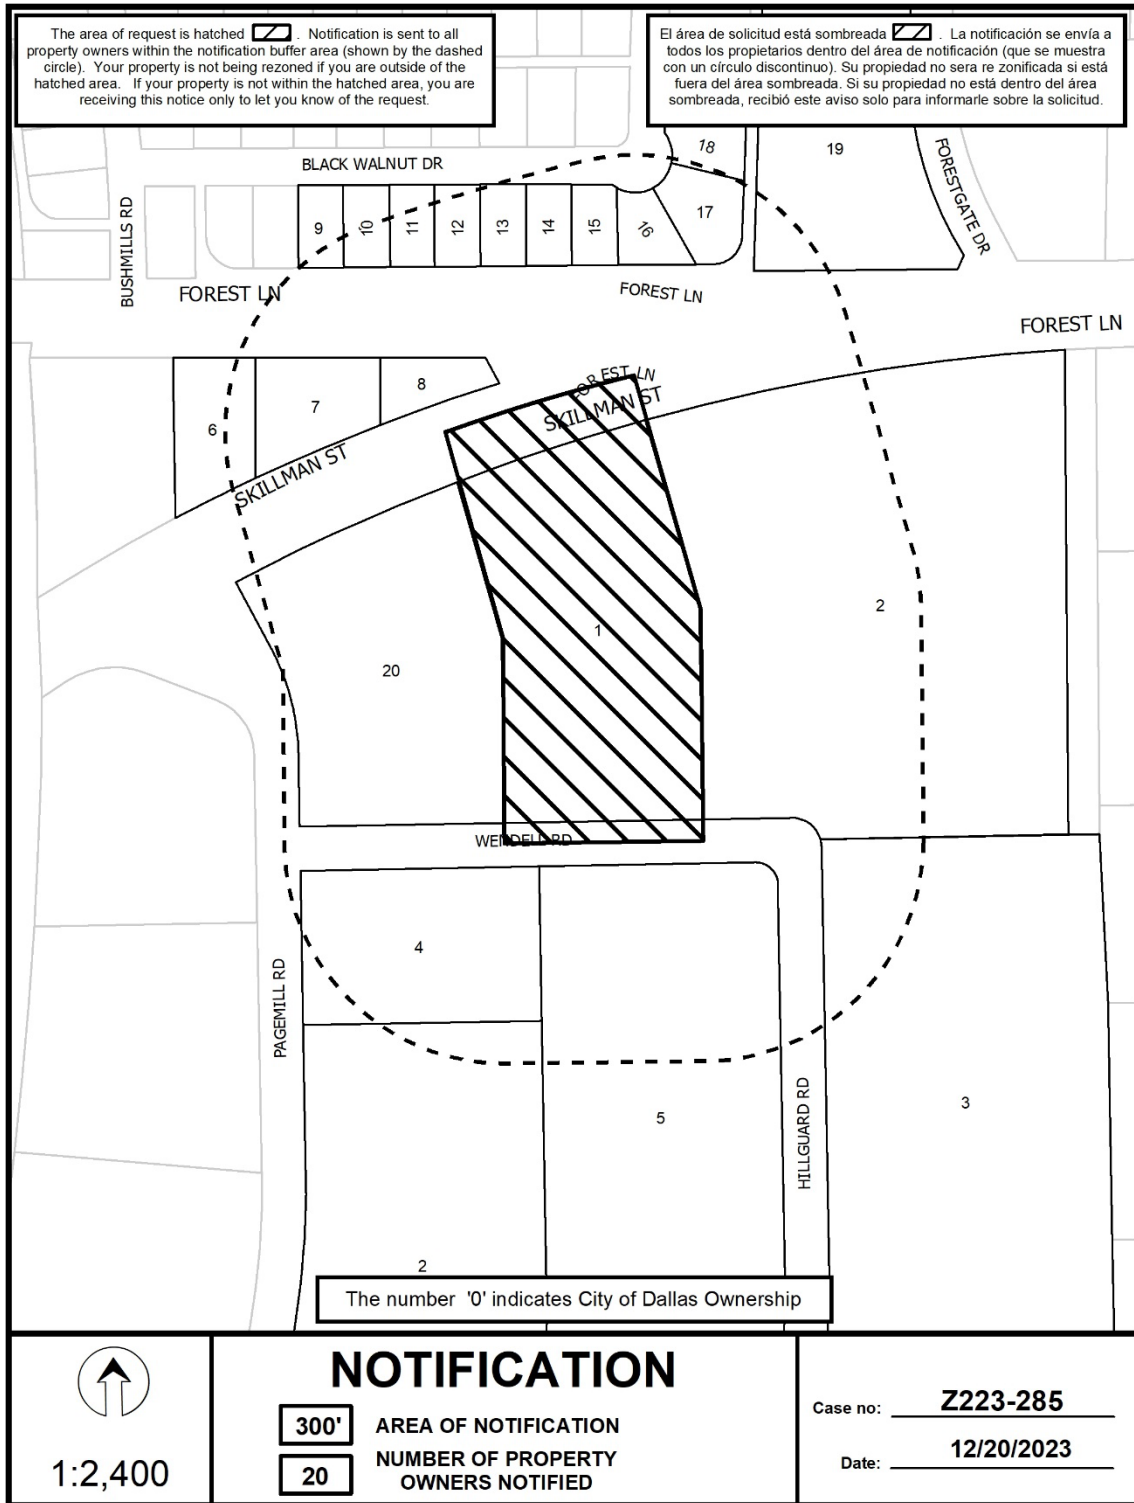 The area of request is hatched . Notification is sent to all
property owners within the notification buffer area (shown by the dashed
circle). Your property is not being rezoned if you are outside of the
hatched area. If your property is not within the hatched area, you are
receiving this notice only to let you know of the request.
El área de solicitud está sombreada . La notificación se envía a
todos los propietarios dentro del área de notificación (que se muestra
con un círculo discontinuo). Su propiedad no sera re zonificada si está
fuera del área sombreada. Si su propiedad no está dentro del área
sombreada, recibió este aviso solo para informarle sobre la solicitud.
BLACK WALNUT DR
18
19
FORESTGATE DR
BUSHMILLS RD
9
10
11
12
13
14
15
16
17
FOREST LN
FOREST LN
FOREST LN
FOREST LN
SKILLMAN ST
8
7
6
SKILLMAN ST
2
1
20
WENDELL RD
4
PAGEMILL RD
5
HILLGUARD RD
3
2
The number '0' indicates City of Dallas Ownership
1:2,400
NOTIFICATION
300' AREA OF NOTIFICATION
20 NUMBER OF PROPERTY
OWNERS NOTIFIED
Case no: Z223-285
Date: 12/20/2023